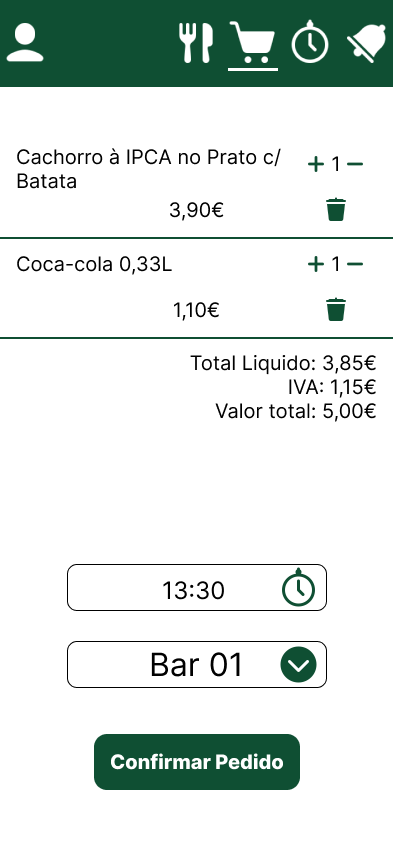 Cachorro à IPCA no Prato c/
Batata
+ 1 −
3,90€
Coca-cola 0,33L
+ 1 −
1,10€
Total Liquido: 3,85€
IVA: 1,15€
Valor total: 5,00€
13:30
Bar 01
Confirmar Pedido